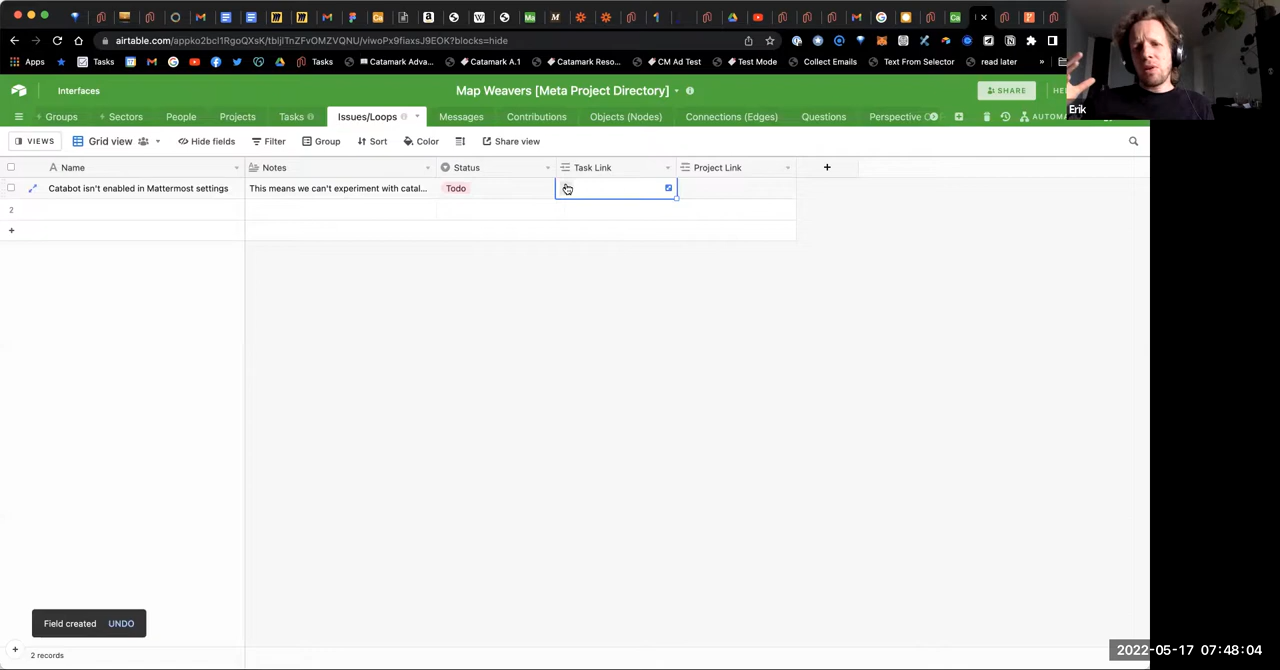 airtable.com/appko2bcl1RgoQXsK/tbljiTnZFvOMZVQNU/viwoPx9fiaxsJ9EOK?blocks=hide
Apps
Tasks
Tasks
Catamark Adva...
Catamark A.1
Catamark Reso...
CM Ad Test
Test Mode
Collect Emails
Text From Selector
read later
»
Erik
Interfaces
Map Weavers [Meta Project Directory]
SHARE
Groups
Sectors
People
Projects
Tasks
Issues/Loops
Messages
Contributions
Objects (Nodes)
Connections (Edges)
Questions
Perspective
VIEWS
Grid view
Hide fields
Filter
Group
Sort
Color
Share view
Name
Notes
Status
Task Link
Project Link
+
Catabot isn't enabled in Mattermost settings
This means we can't experiment with catal...
Todo
2
+
Field created UNDO
+
2 records
2022-05-17 07:48:04